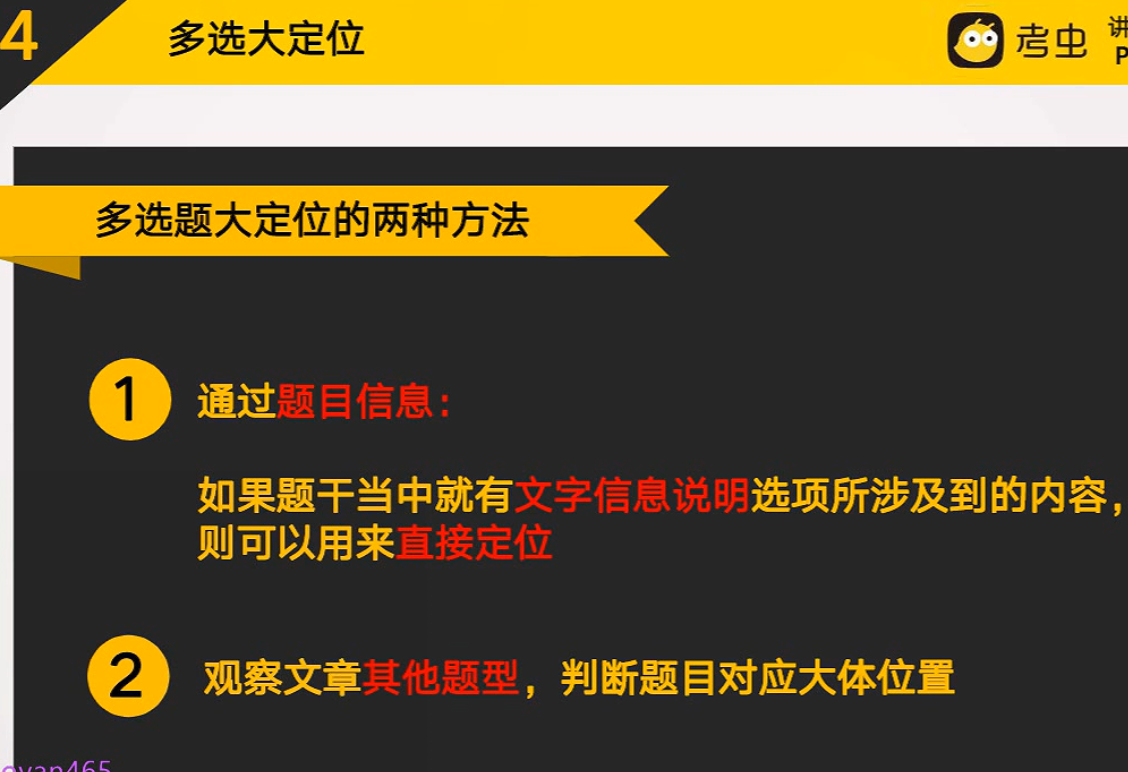 4
多选大定位
考虫
讲
P
多选题大定位的两种方法
1
通过题目信息：
如果题干当中就有文字信息说明选项所涉及到的内容，
则可以用来直接定位
2
观察文章其他题型，判断题目对应大体位置